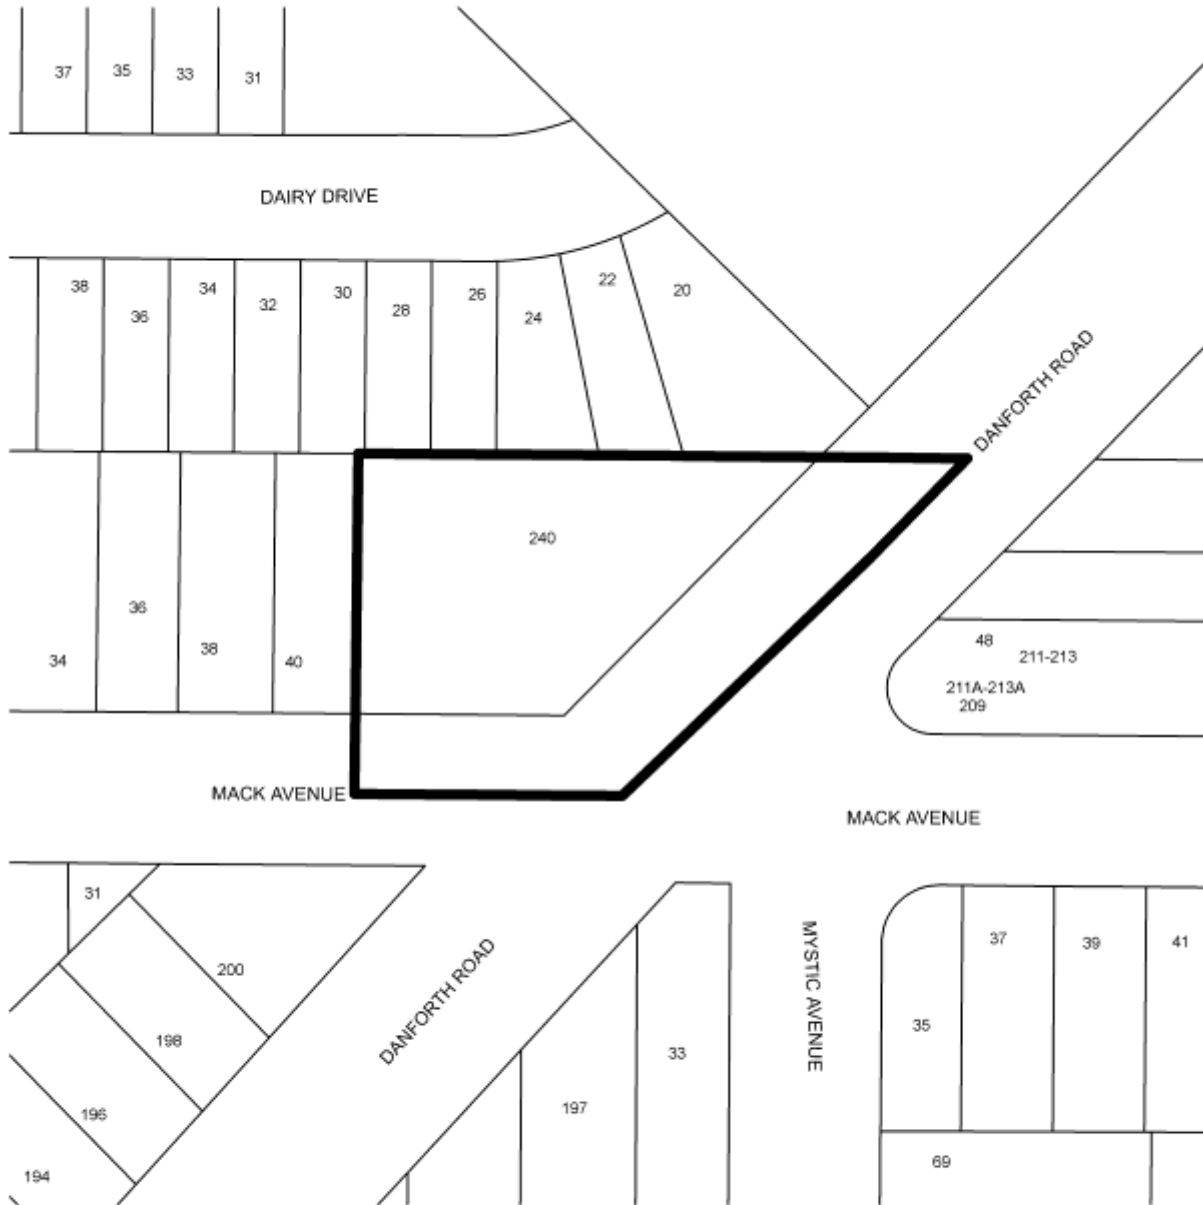 37 35 33 31
DAIRY DRIVE
38 36 34 32 30 28 26 24 22 20
DANFORTH ROAD
240
34 36 38 40
48 211-213
211A-213A
209
MACK AVENUE
MACK AVENUE
31
200
198
196
194
DANFORTH ROAD
197
33
MYSTIC AVENUE
35 37 39 41
69